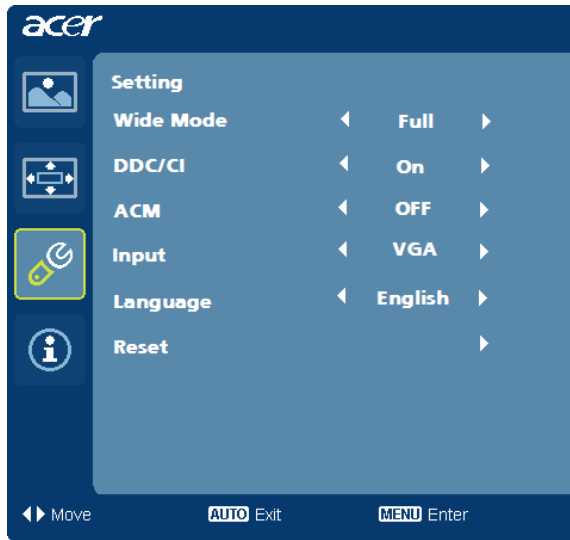 acer
Setting
Wide Mode Full
DDC/CI On
ACM OFF
Input VGA
Language English
Reset
Move AUTO Exit MENU Enter